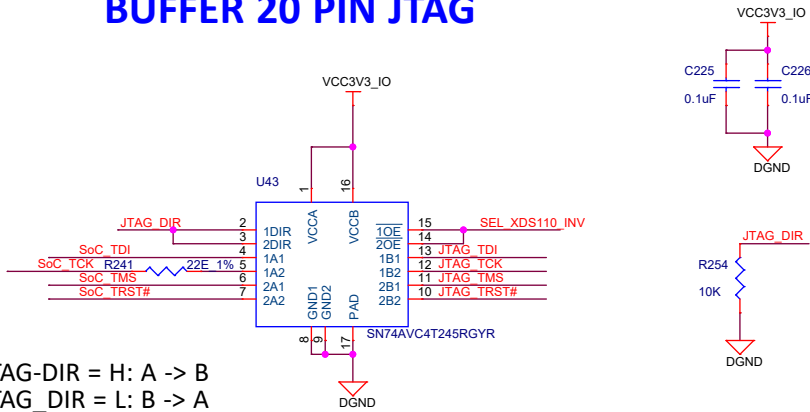 BUFFER 20 PIN JTAG
VCC3V3_IO
C225
C226
0.1uF
0.1uF
DGND
VCC3V3_IO
U43
1
16
VCCA
VCCB
JTAG_DIR
2
1DIR
3
2DIR
SoC_TDI
4
1A1
SoC_TCK
R241
22E_1%
5
1A2
SoC_TMS
6
2A1
SoC_TRST#
7
2A2
1OE
15
SEL_XDS110_INV
2OE
14
1B1
13
JTAG_TDI
1B2
12
JTAG_TCK
2B1
11
JTAG_TMS
2B2
10
JTAG_TRST#
GND1
GND2
PAD
8
9
17
SN74AVC4T245RGYR
DGND
JTAG_DIR
R254
10K
DGND
TAG-DIR = H: A -> B
TAG_DIR = L: B -> A